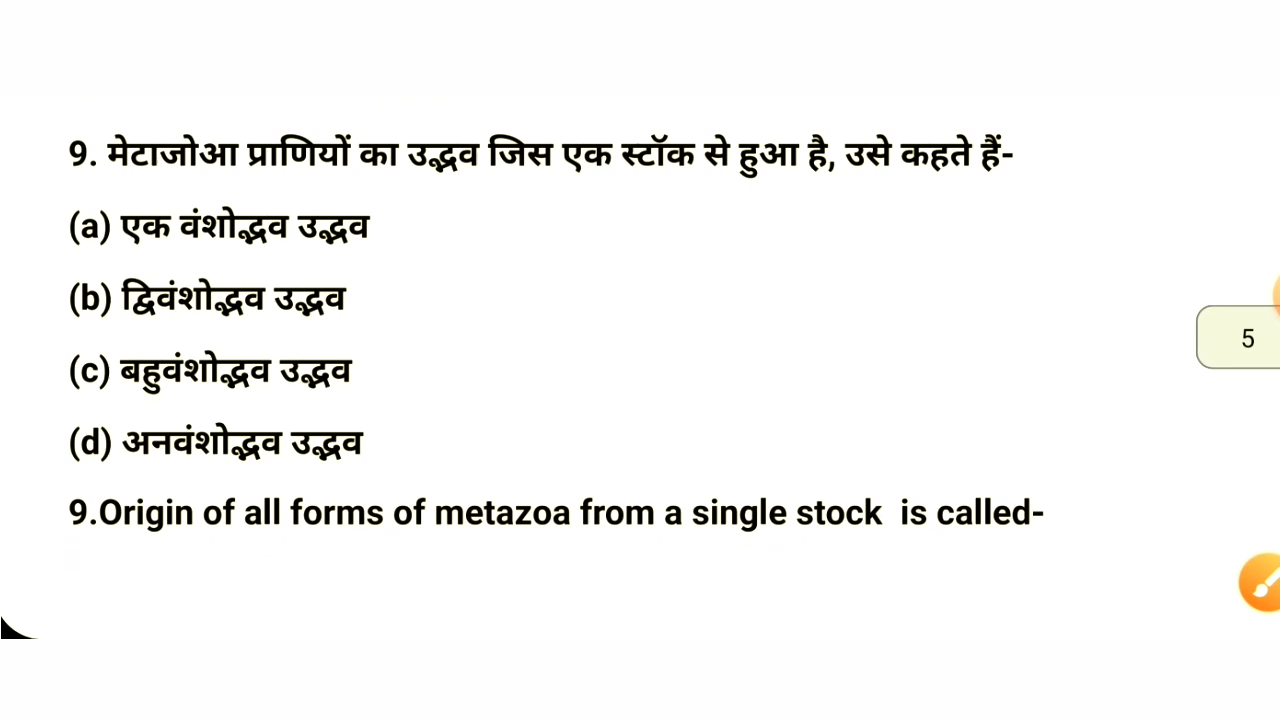 9. मेटाजोआ प्राणियों का उद्भव जिस एक स्टॉक से हुआ है, उसे कहते हैं-
(a) एक वंशोद्भव उद्भव
(b) द्विवंशोद्भव उद्भव
(c) बहुवंशोद्भव उद्भव
(d) अनवंशोद्भव उद्भव
9.Origin of all forms of metazoa from a single stock  is called-
5